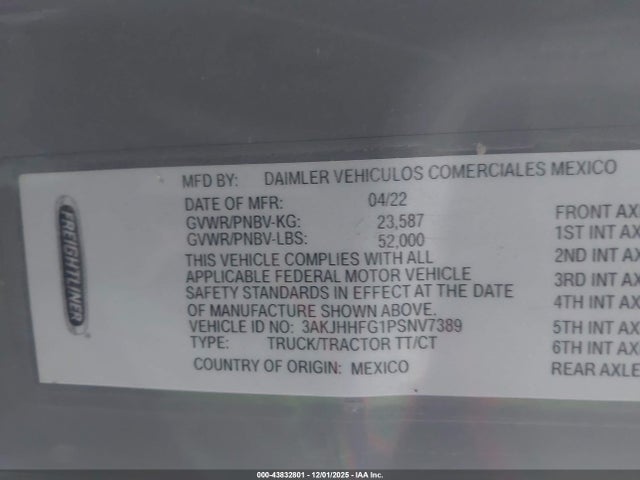 FREIGHTLINER
MFD BY: DAIMLER VEHICULOS COMERCIALES MEXICO
DATE OF MFR: 04/22
GVWR/PNBV-KG: 23,587
GVWR/PNBV-LBS: 52,000
THIS VEHICLE COMPLIES WITH ALL
APPLICABLE FEDERAL MOTOR VEHICLE
SAFETY STANDARDS IN EFFECT AT THE DATE
OF MANUFACTURE SHOWN ABOVE.
VEHICLE ID NO: 3AKJHHFG1PSNV7389
TYPE: TRUCK/TRACTOR TT/CT
COUNTRY OF ORIGIN: MEXICO
FRONT AXL
1ST INT AX
2ND INT AX
3RD INT AX
4TH INT AX
5TH INT AX
6TH INT AX
REAR AXLE
000-43832801 - 12/01/2025 - IAA Inc.